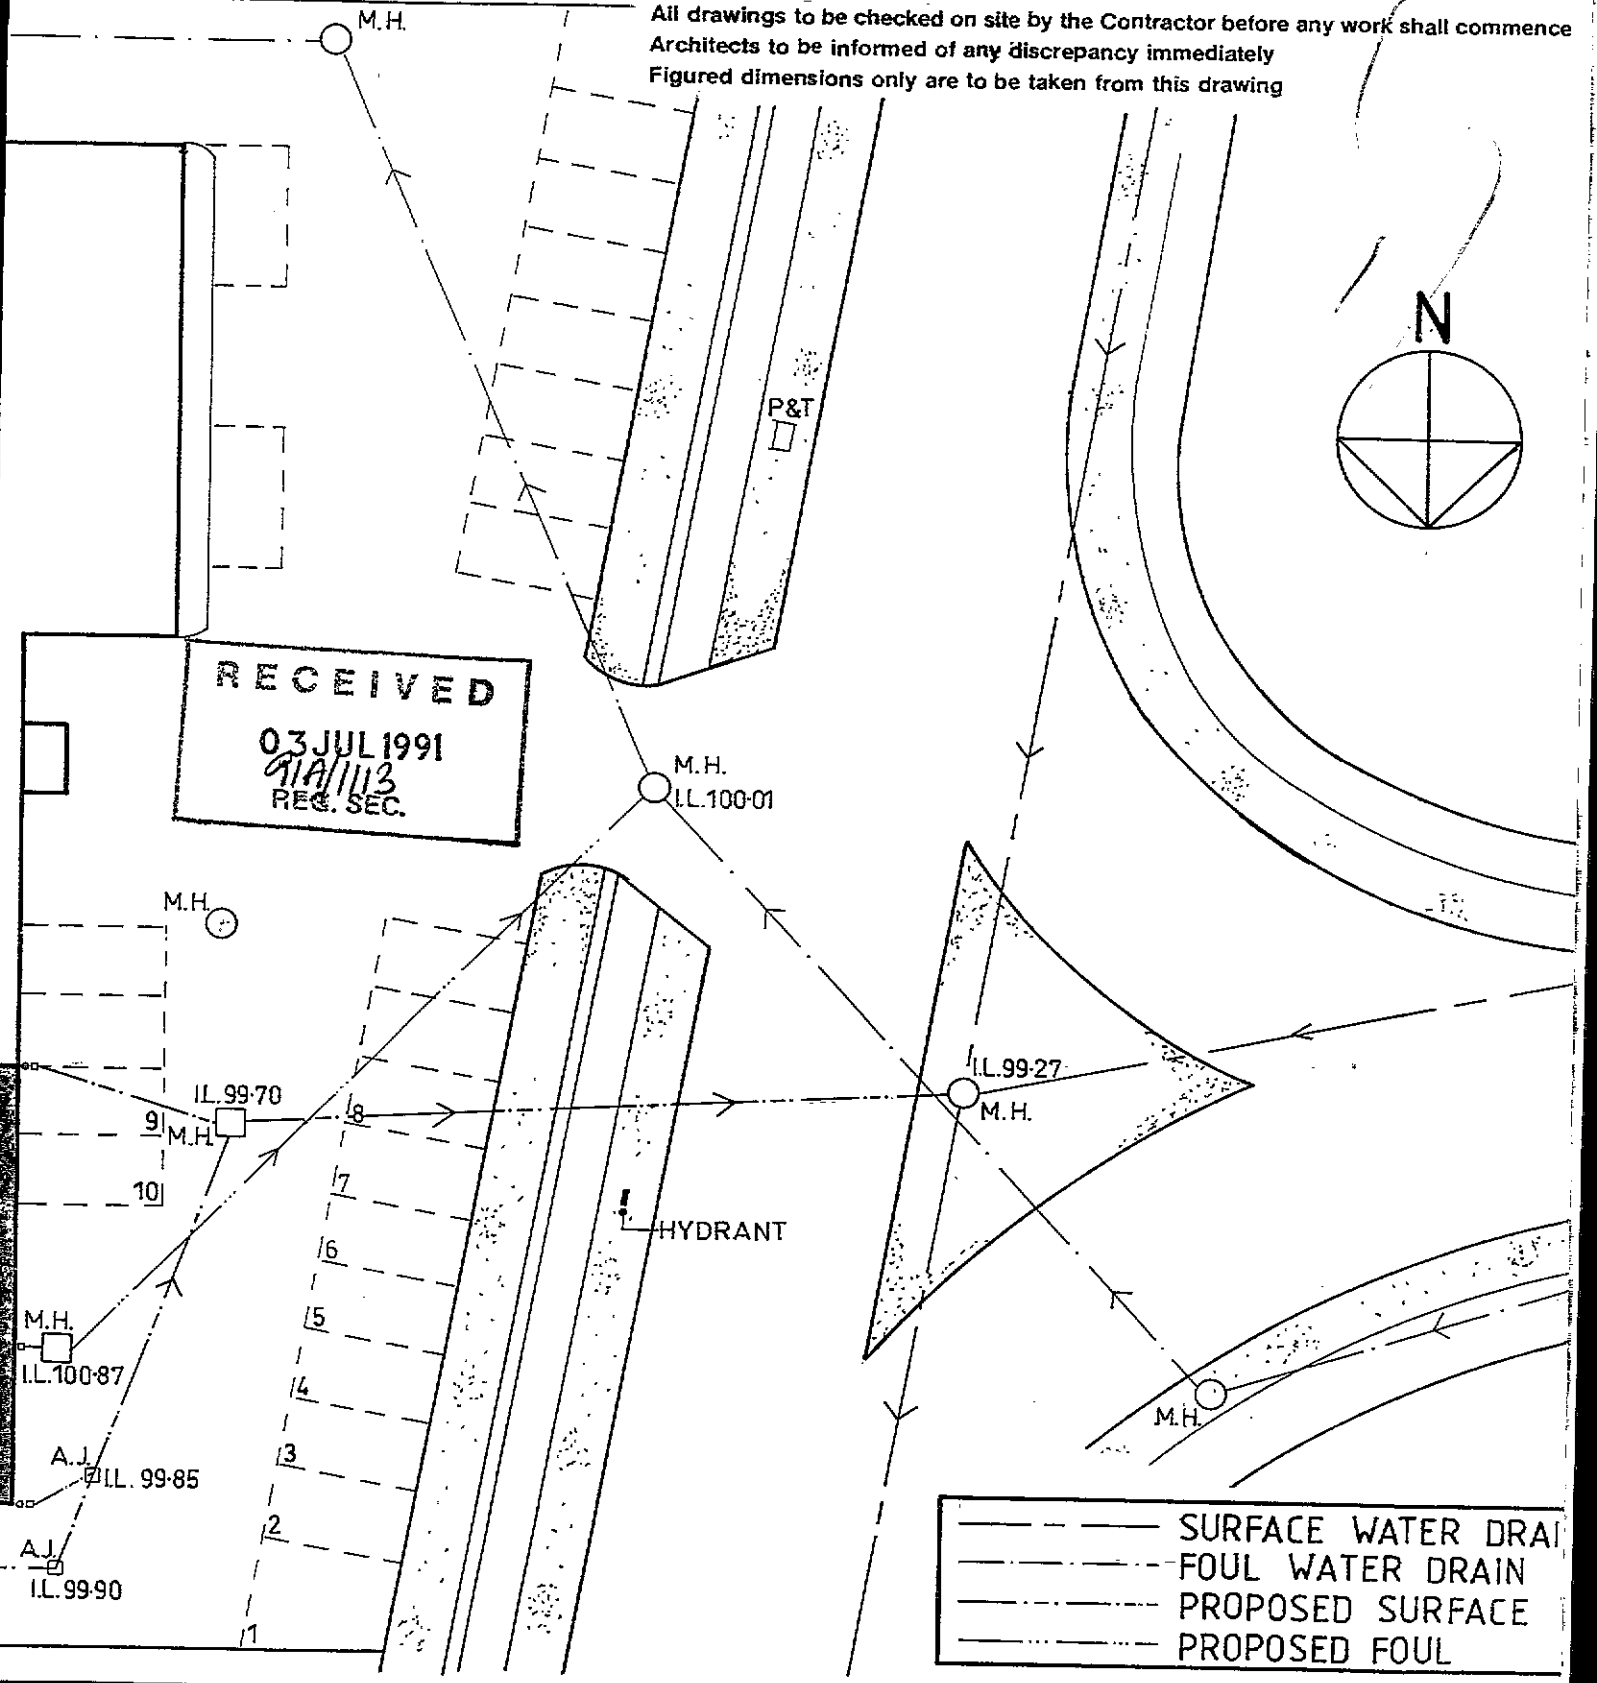 All drawings to be checked on site by the Contractor before any work shall commence
Architects to be informed of any discrepancy immediately
Figured dimensions only are to be taken from this drawing
M.H.
N
P&T
RECEIVED
03 JUL 1991
91A/1113
REG. SEC.
M.H.
I.L.100·01
M.H.
I.L.99·70
M.H.
9
10
8
7
6
5
4
3
2
1
I.L.99·27
M.H.
HYDRANT
M.H.
I.L.100·87
M.H.
A.J.
I.L. 99·85
A.J.
I.L. 99·90
SURFACE WATER DRAI
FOUL WATER DRAIN
PROPOSED SURFACE
PROPOSED FOUL